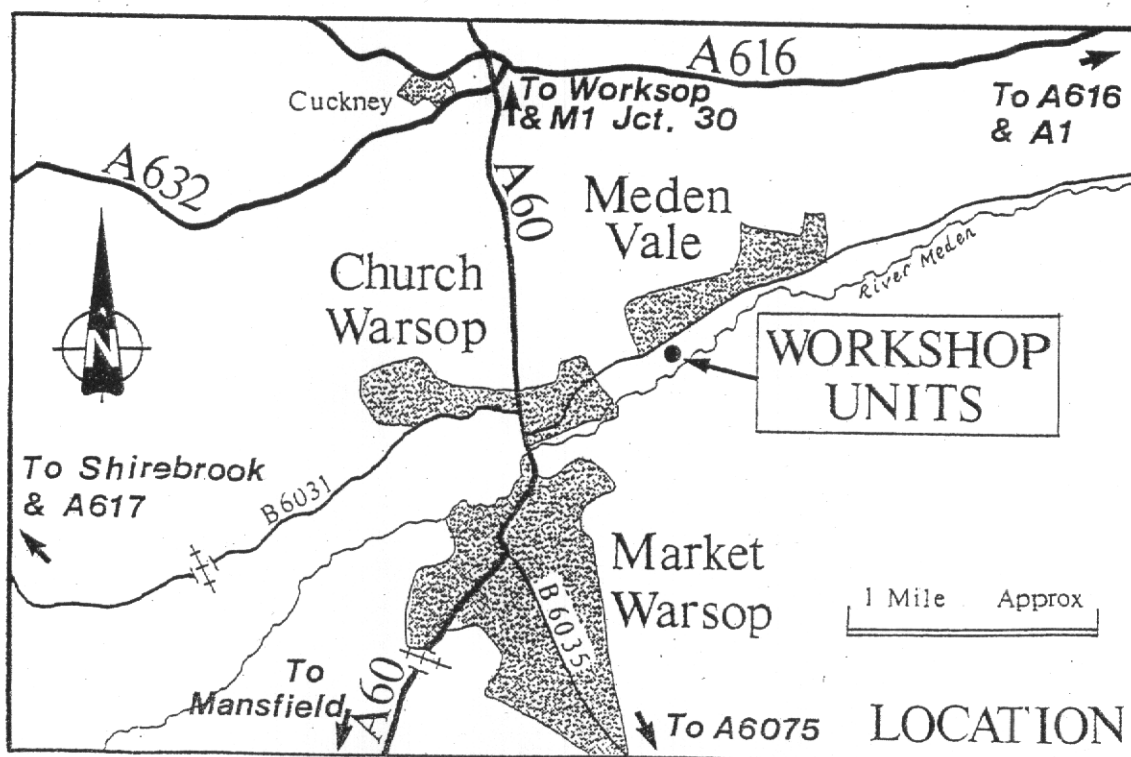 A616
Cuckney
To Worksop
& M1 Jct. 30
To A616
& A1
A632
A60
Meden
Vale
River Meden
Church
Warsop
N
WORKSHOP
UNITS
To Shirebrook
& A617
B6031
Market
Warsop
B6035
1 Mile Approx
To
Mansfield
A60
To A6075
LOCATION